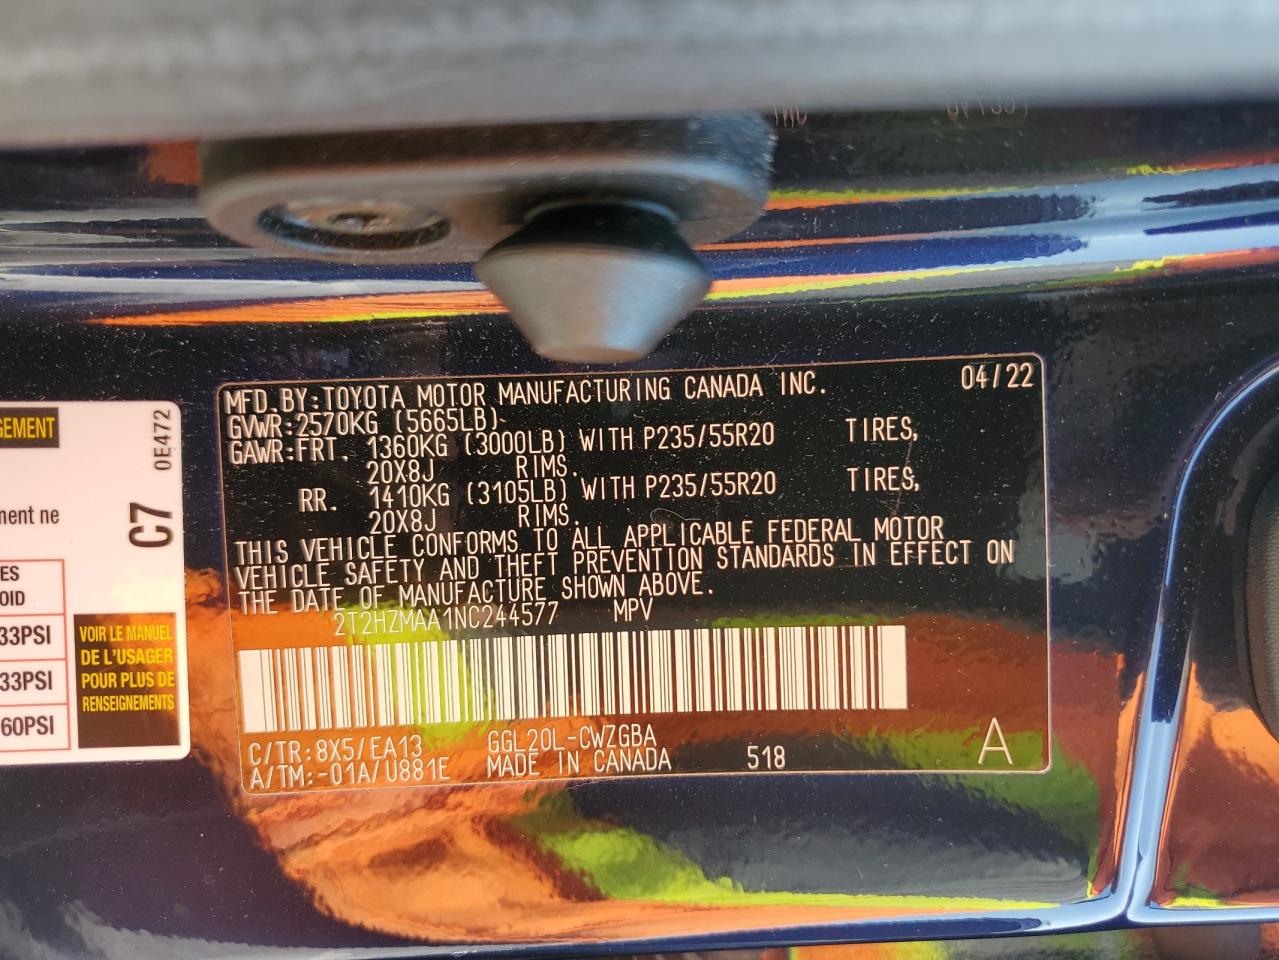 MFD.BY:TOYOTA MOTOR MANUFACTURING CANADA INC. 04/22
GVWR:2570KG (5665LB)
GAWR:FRT. 1360KG (3000LB) WITH P235/55R20 TIRES,
20X8J RIMS.
RR. 1410KG (3105LB) WITH P235/55R20 TIRES,
20X8J RIMS.
THIS VEHICLE CONFORMS TO ALL APPLICABLE FEDERAL MOTOR
VEHICLE SAFETY AND THEFT PREVENTION STANDARDS IN EFFECT ON
THE DATE OF MANUFACTURE SHOWN ABOVE.
2T2HZMAA1NC244577 MPV
C/TR:8X5/EA13 GGL20L-CWZGBA
A/TM:-01A/U881E MADE IN CANADA 518 A
GEMENT
0E472
C7
ment ne
ES
OID
33PSI
33PSI
60PSI
VOIR LE MANUEL
DE L'USAGER
POUR PLUS DE
RENSEIGNEMENTS